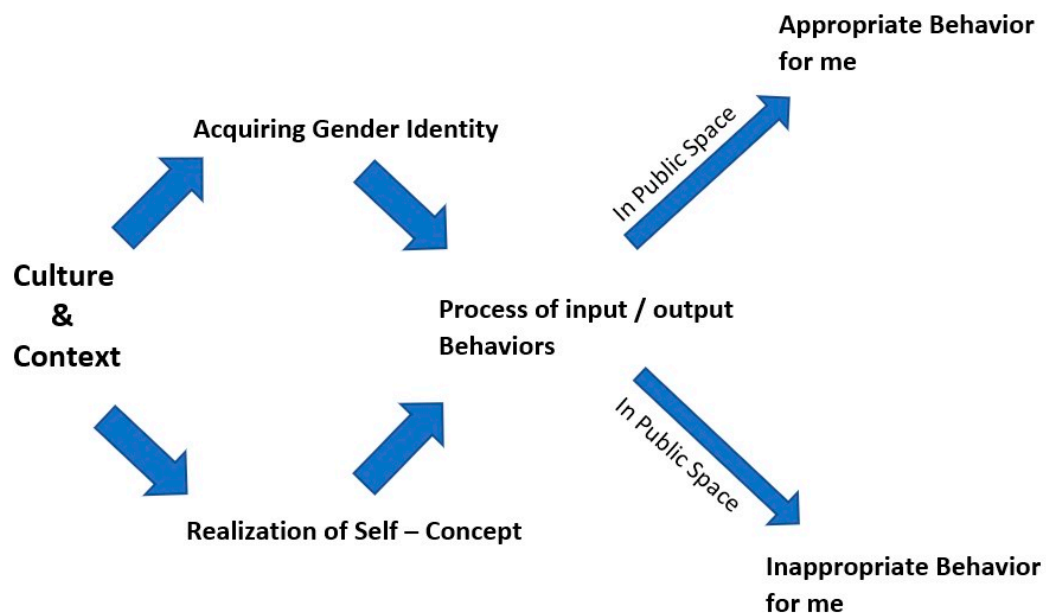 Appropriate Behavior
for me
Acquiring Gender Identity
In Public Space
Culture
&
Context
Process of input / output
Behaviors
In Public Space
Realization of Self – Concept
Inappropriate Behavior
for me